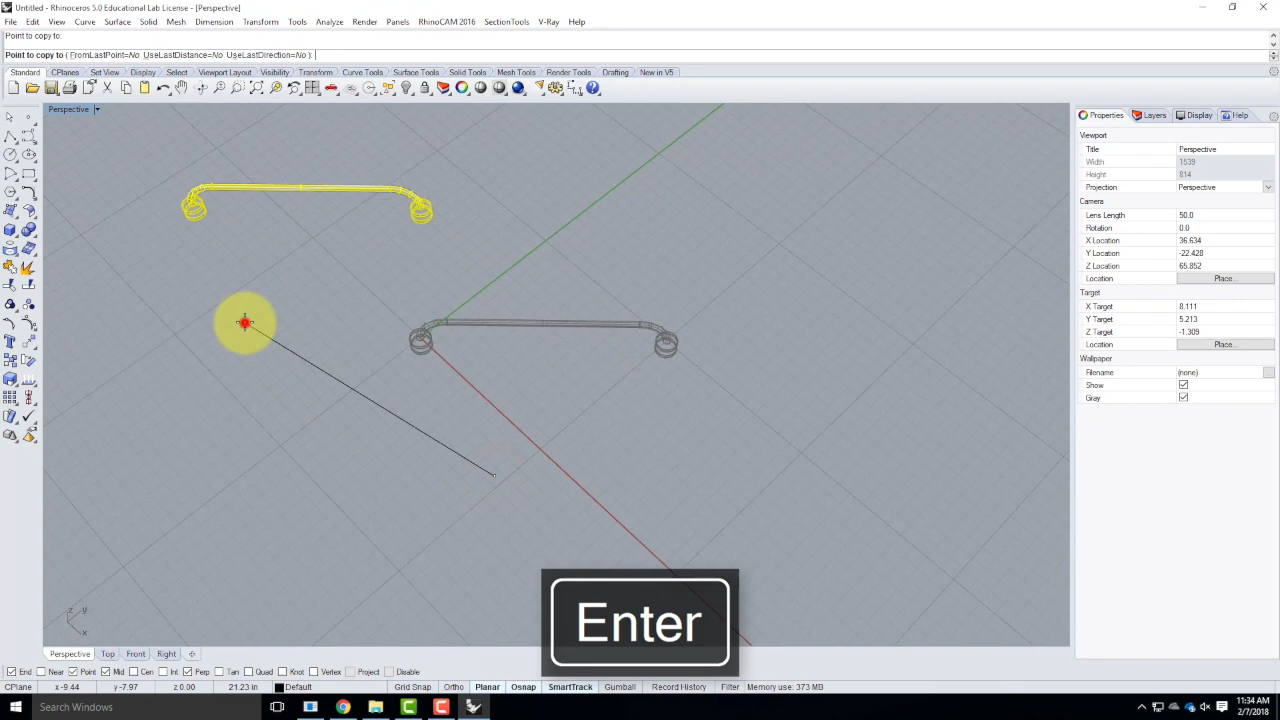 Untitled - Rhinoceros 5.0 Educational Lab License - [Perspective]
File Edit View Curve Surface Solid Mesh Dimension Transform Tools Analyze Render Panels RhinoCAM 2016 SectionTools V-Ray Help
Point to copy to:
Point to copy to ( FromLastPoint=No UseLastDistance=No UseLastDirection=No ):
Standard CPlanes Set View Display Select Viewport Layout Visibility Transform Curve Tools Surface Tools Solid Tools Mesh Tools Render Tools Drafting New in V5
Perspective
Properties Layers Display Help
Viewport
Title Perspective
Width 1539
Height 814
Projection Perspective
Camera
Lens Length 50.0
Rotation 0.0
X Location 36.634
Y Location -22.428
Z Location 65.852
Location Place...
Target
X Target 8.111
Y Target 5.213
Z Target -1.309
Location Place...
Wallpaper
Filename (none)
Show
Gray
Enter
z y
x
Perspective Top Front Right
End Near Point Mid Cen Int Perp Tan Quad Knot Vertex Project Disable
CPlane x -9.44 y -7.97 z 0.00 21.23 in Default Grid Snap Ortho Planar Osnap SmartTrack Gumball Record History Filter Memory use: 373 MB
Search Windows
11:34 AM
2/7/2018